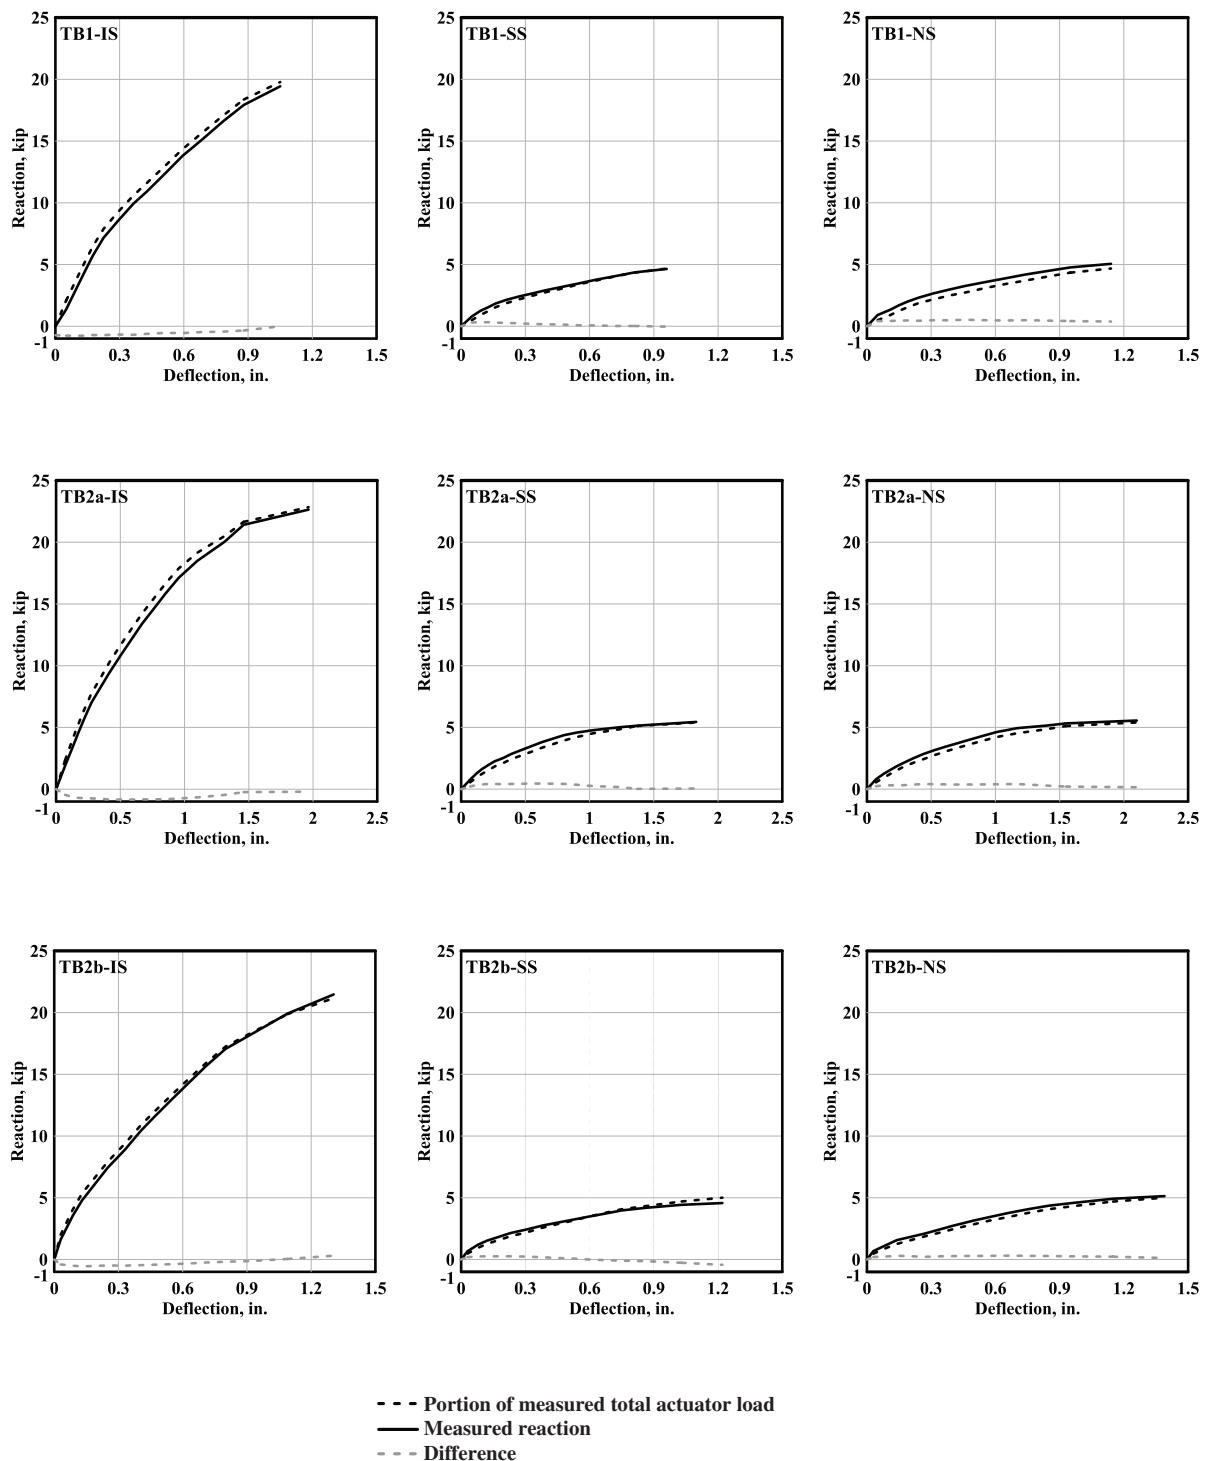 TB1-IS
Reaction, kip
25
20
15
10
5
0
-1
0 0.3 0.6 0.9 1.2 1.5
Deflection, in.
TB1-SS
Reaction, kip
25
20
15
10
5
0
-1
0 0.3 0.6 0.9 1.2 1.5
Deflection, in.
TB1-NS
Reaction, kip
25
20
15
10
5
0
-1
0 0.3 0.6 0.9 1.2 1.5
Deflection, in.
TB2a-IS
Reaction, kip
25
20
15
10
5
0
-1
0 0.5 1 1.5 2 2.5
Deflection, in.
TB2a-SS
Reaction, kip
25
20
15
10
5
0
-1
0 0.5 1 1.5 2 2.5
Deflection, in.
TB2a-NS
Reaction, kip
25
20
15
10
5
0
-1
0 0.5 1 1.5 2 2.5
Deflection, in.
TB2b-IS
Reaction, kip
25
20
15
10
5
0
-1
0 0.3 0.6 0.9 1.2 1.5
Deflection, in.
TB2b-SS
Reaction, kip
25
20
15
10
5
0
-1
0 0.3 0.6 0.9 1.2 1.5
Deflection, in.
TB2b-NS
Reaction, kip
25
20
15
10
5
0
-1
0 0.3 0.6 0.9 1.2 1.5
Deflection, in.
Portion of measured total actuator load
Measured reaction
Difference